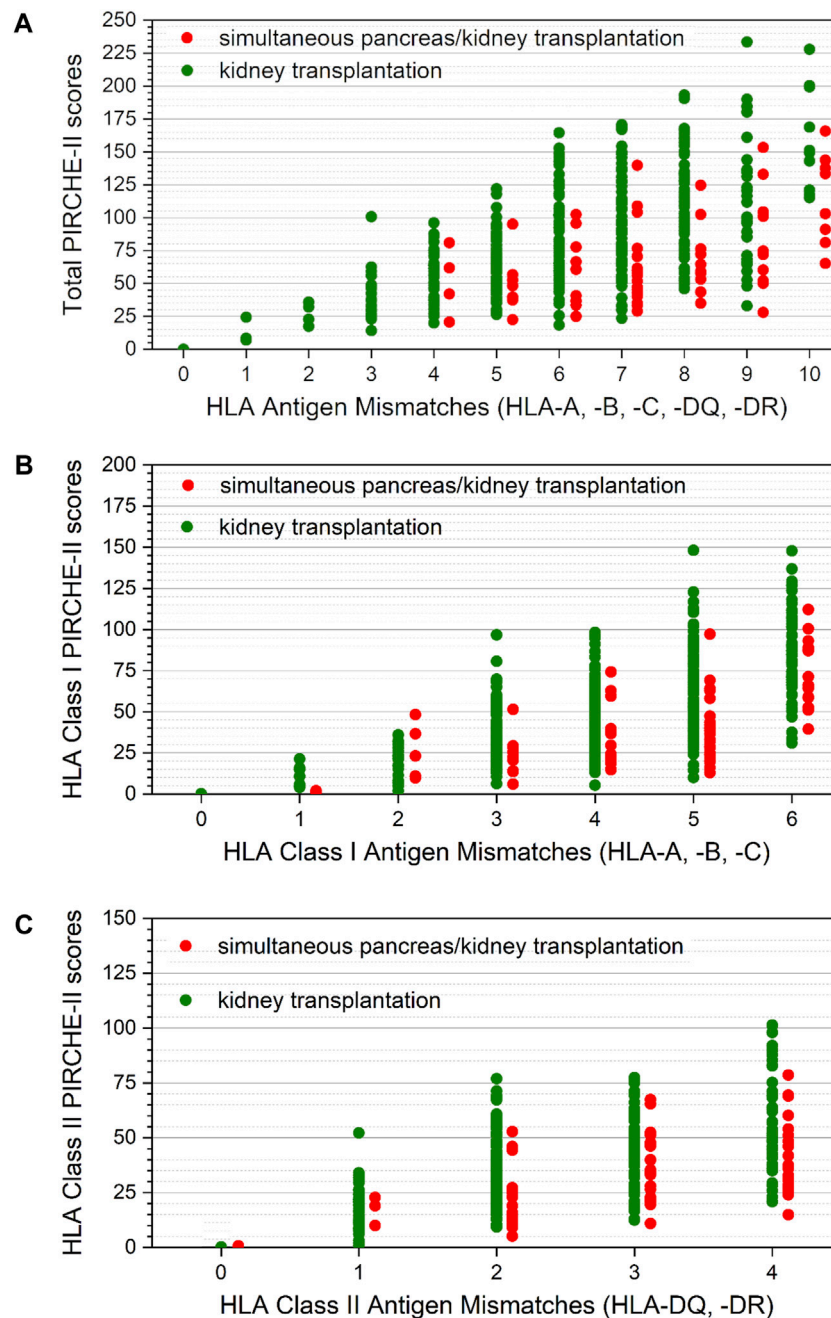 A
250
225
200
175
150
125
100
75
50
25
0
Total PIRCHE-II scores
simultaneous pancreas/kidney transplantation
kidney transplantation
0 1 2 3 4 5 6 7 8 9 10
HLA Antigen Mismatches (HLA-A, -B, -C, -DQ, -DR)
B
200
175
150
125
100
75
50
25
0
HLA Class I PIRCHE-II scores
simultaneous pancreas/kidney transplantation
kidney transplantation
0 1 2 3 4 5 6
HLA Class I Antigen Mismatches (HLA-A, -B, -C)
C
150
125
100
75
50
25
0
HLA Class II PIRCHE-II scores
simultaneous pancreas/kidney transplantation
kidney transplantation
0 1 2 3 4
HLA Class II Antigen Mismatches (HLA-DQ, -DR)